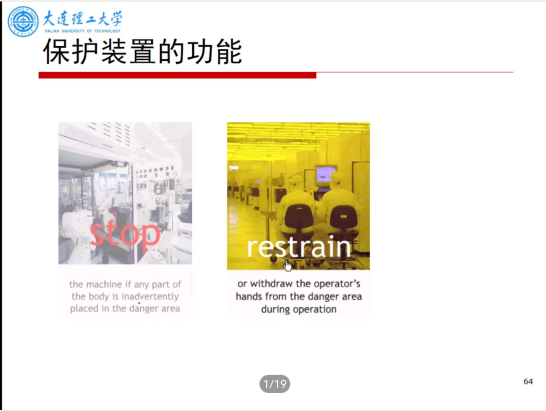 大连理工大学
DALIAN UNIVERSITY OF TECHNOLOGY
保护装置的功能
stop
restrain
the machine if any part of
the body is inadvertently
placed in the danger area
or withdraw the operator's
hands from the danger area
during operation
1/19
64